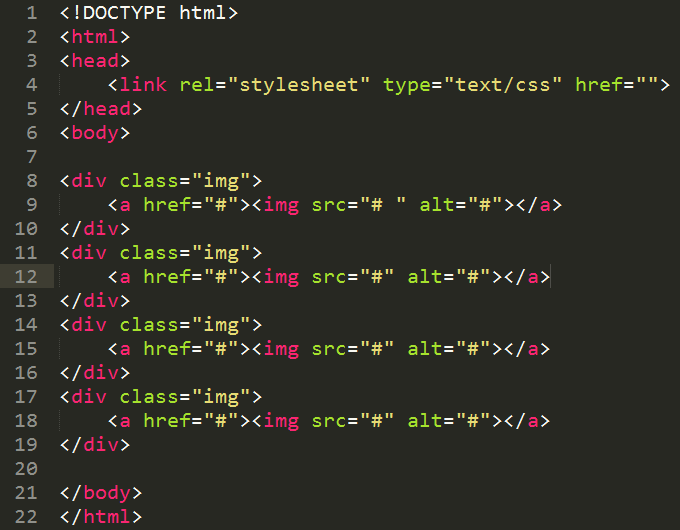 1 <!DOCTYPE html>
2 <html>
3 <head>
4     <link rel="stylesheet" type="text/css" href="">
5 </head>
6 <body>
7
8 <div class="img">
9     <a href="#"><img src="# " alt="#"></a>
10 </div>
11 <div class="img">
12     <a href="#"><img src="#" alt="#"></a>
13 </div>
14 <div class="img">
15     <a href="#"><img src="#" alt="#"></a>
16 </div>
17 <div class="img">
18     <a href="#"><img src="#" alt="#"></a>
19 </div>
20
21 </body>
22 </html>